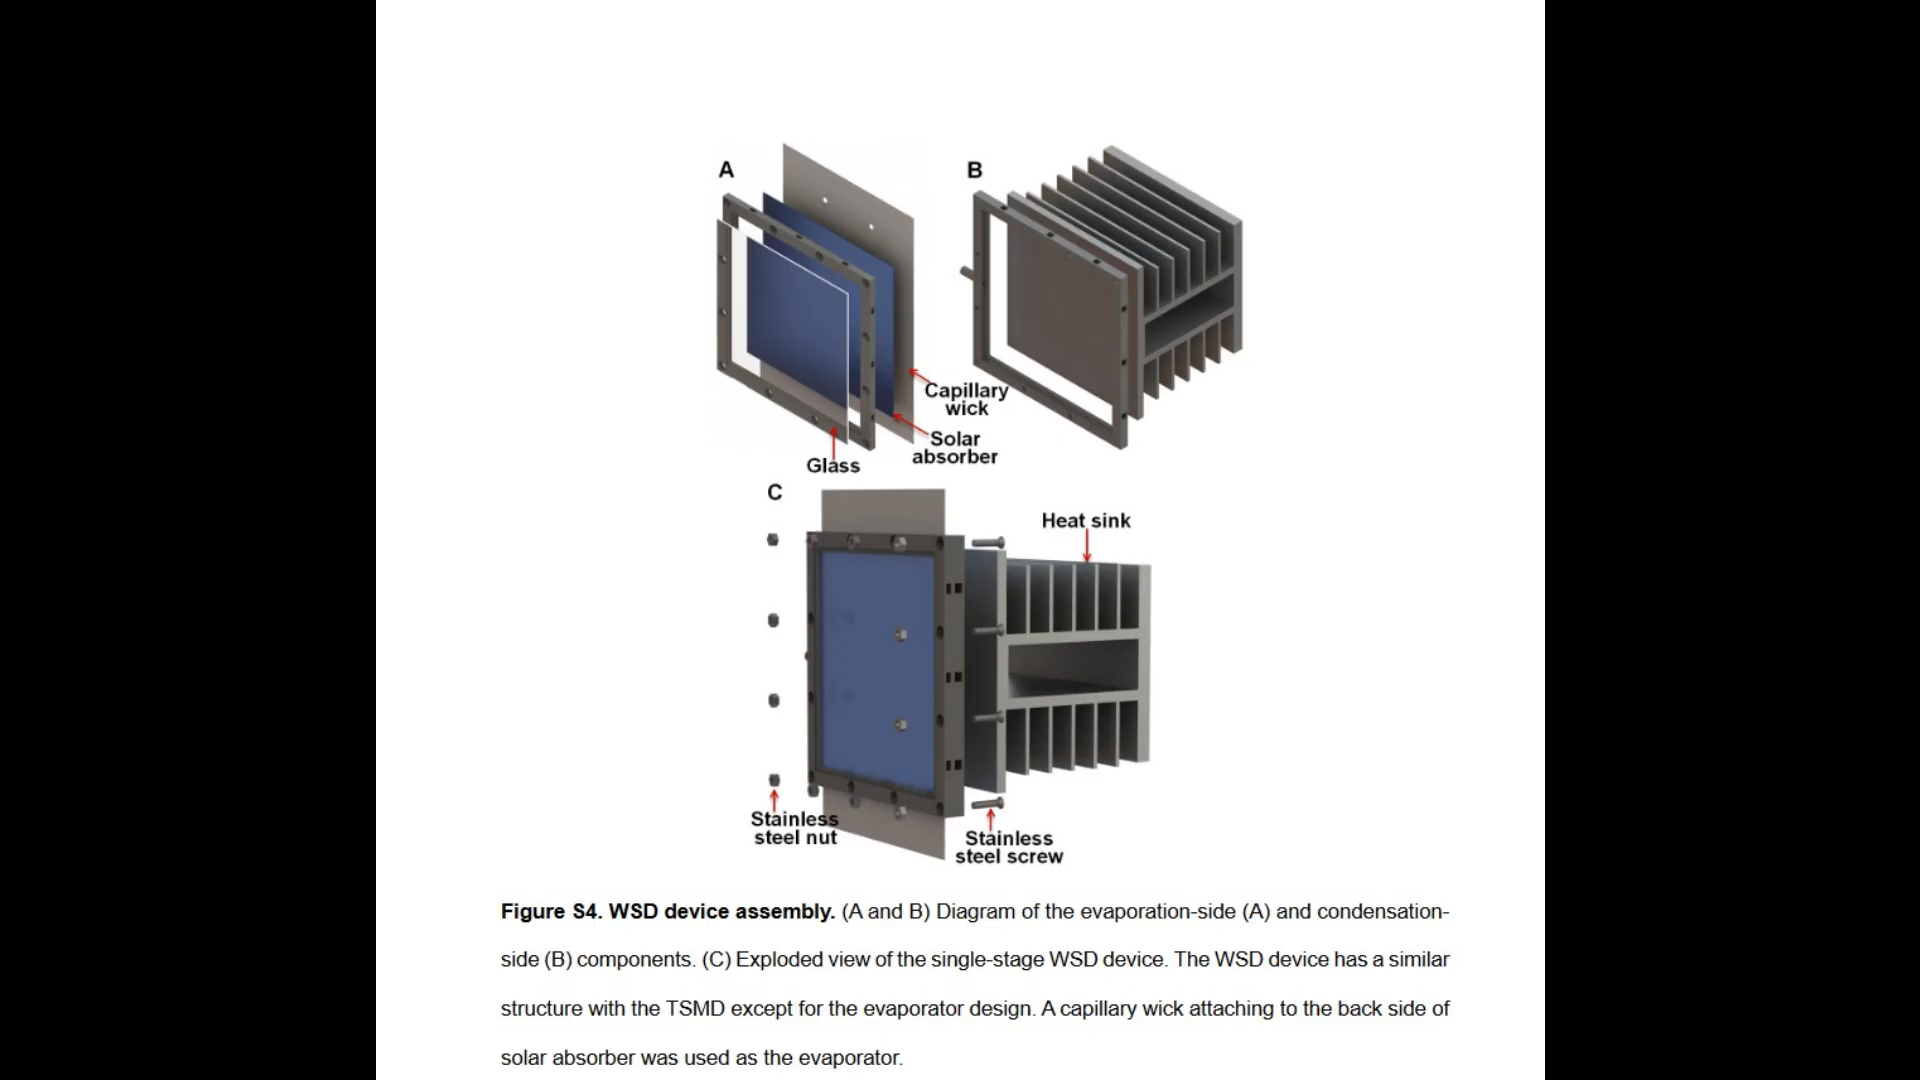 A
B
Capillary
wick
Solar
absorber
Glass
C
Heat sink
Stainless
steel nut
Stainless
steel screw
Figure S4. WSD device assembly. (A and B) Diagram of the evaporation-side (A) and condensation-
side (B) components. (C) Exploded view of the single-stage WSD device. The WSD device has a similar
structure with the TSMD except for the evaporator design. A capillary wick attaching to the back side of
solar absorber was used as the evaporator.